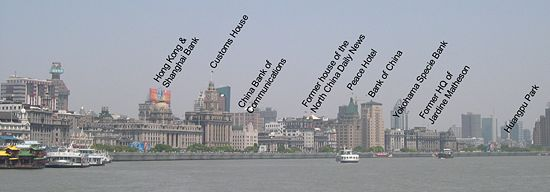 Hong Kong &
Shanghai Bank
Customs House
China Bank of
Communications
Former house of the
North China Daily News
Peace Hotel
Bank of China
Yokohama Specie Bank
Former HQ of
Jardine Matheson
Huangpu Park